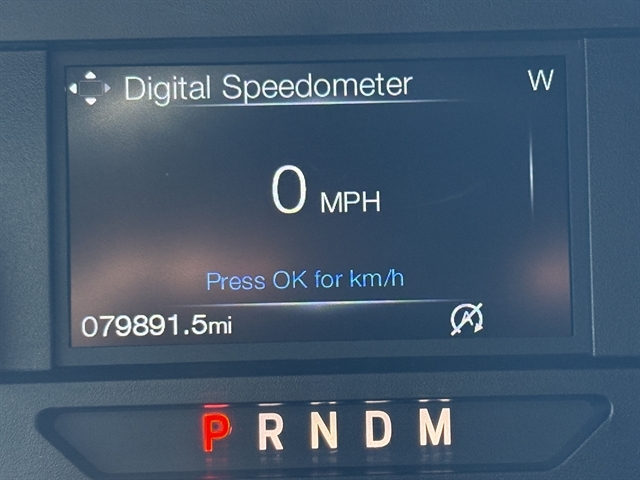 Digital Speedometer W
0 MPH
Press OK for km/h
079891.5mi
P R N D M